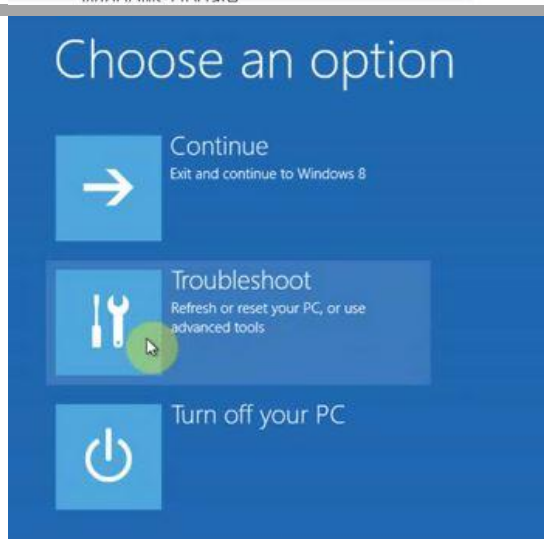 Choose an option
Continue
Exit and continue to Windows 8
Troubleshoot
Refresh or reset your PC, or use
advanced tools
Turn off your PC